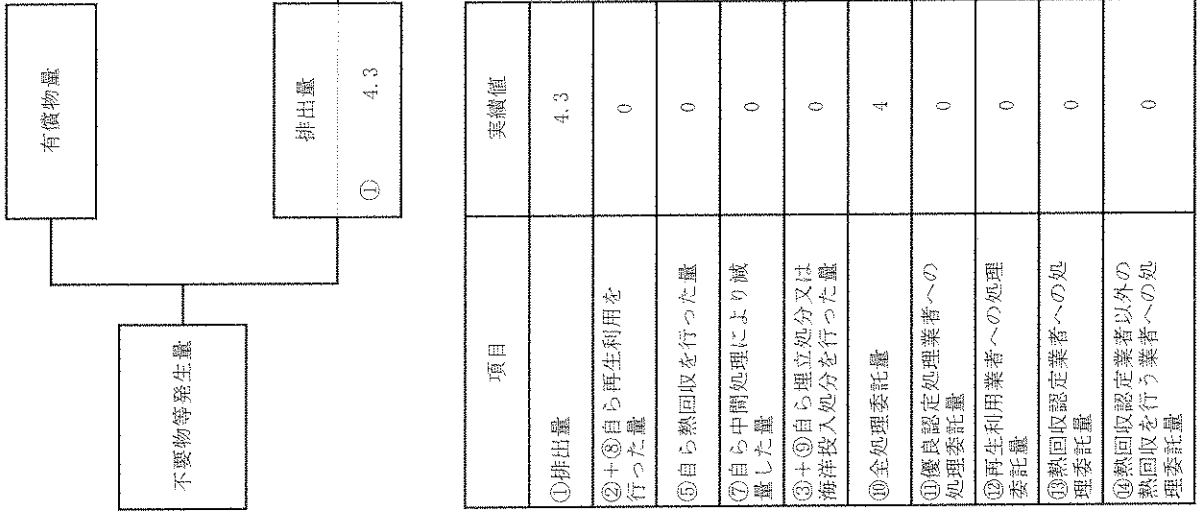 不要物等発生量
有償物量
排出量
① 4.3
項目 実績値
①排出量 4.3
②+⑧自ら再生利用を
行った量 0
⑤自ら熱回収を行った量 0
⑦自ら中間処理により減
量した量 0
③+⑨自ら埋立処分又は
海洋投入処分を行った量 0
⑩全処理委託量 4
⑪優良認定処理業者への
処理委託量 0
⑫再生利用業者への処理
委託量 0
⑬熱回収認定業者への処
理委託量 0
⑭熱回収認定業者以外の
熱回収を行う業者への処
理委託量 0